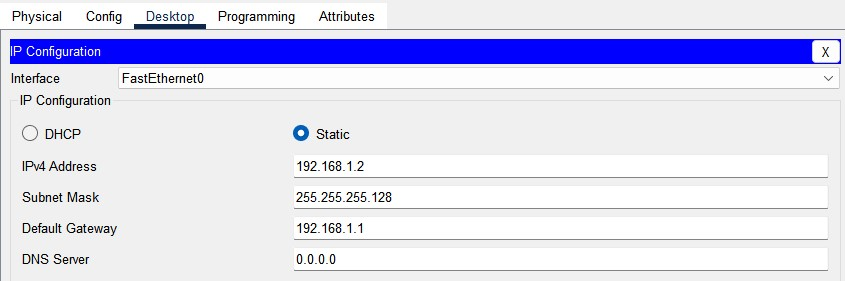 Physical Config Desktop Programming Attributes
IP Configuration X
Interface FastEthernet0
IP Configuration
DHCP Static
IPv4 Address 192.168.1.2
Subnet Mask 255.255.255.128
Default Gateway 192.168.1.1
DNS Server 0.0.0.0